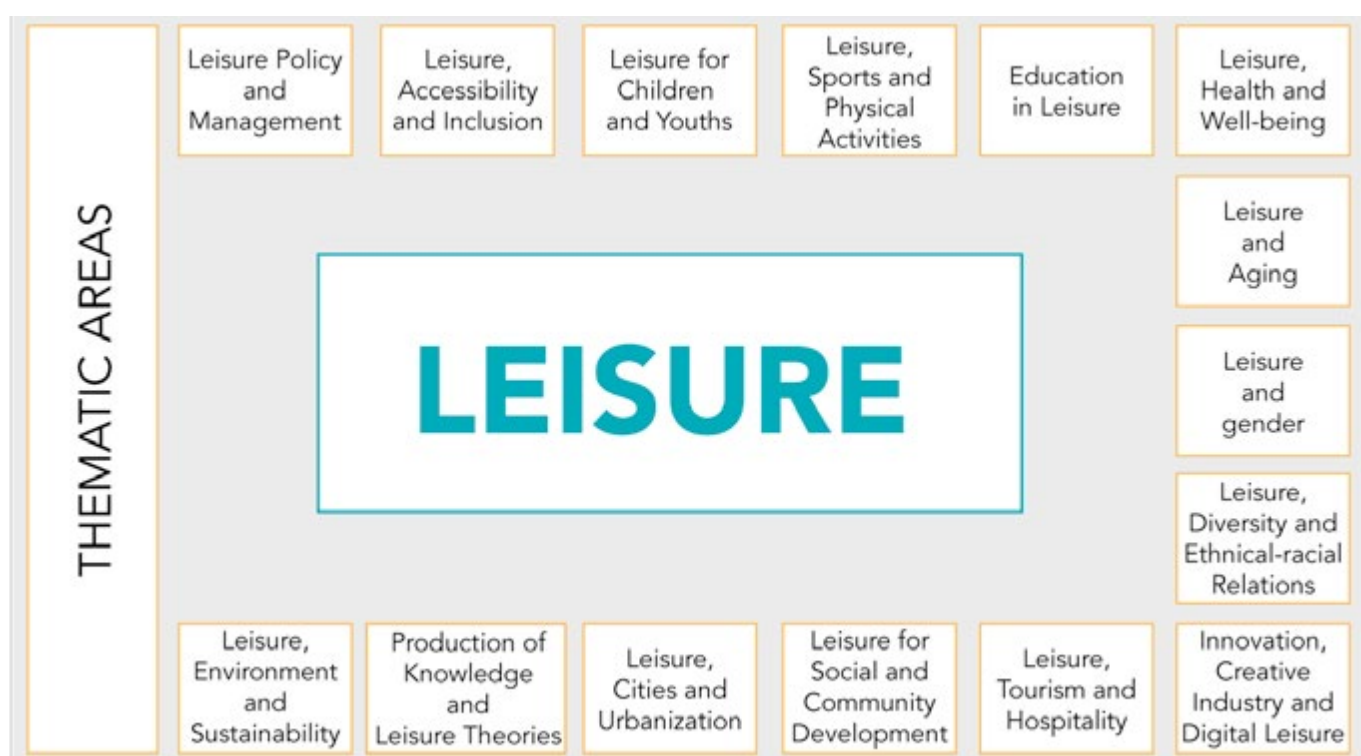 THEMATIC AREAS
Leisure Policy
and
Management
Leisure,
Accessibility
and Inclusion
Leisure for
Children
and Youths
Leisure,
Sports and
Physical
Activities
Education
in Leisure
Leisure,
Health and
Well-being
Leisure
and
Aging
LEISURE
Leisure
and
gender
Leisure,
Diversity and
Ethnical-racial
Relations
Leisure,
Environment
and
Sustainability
Production of
Knowledge
and
Leisure Theories
Leisure,
Cities and
Urbanization
Leisure for
Social and
Community
Development
Leisure,
Tourism and
Hospitality
Innovation,
Creative
Industry and
Digital Leisure